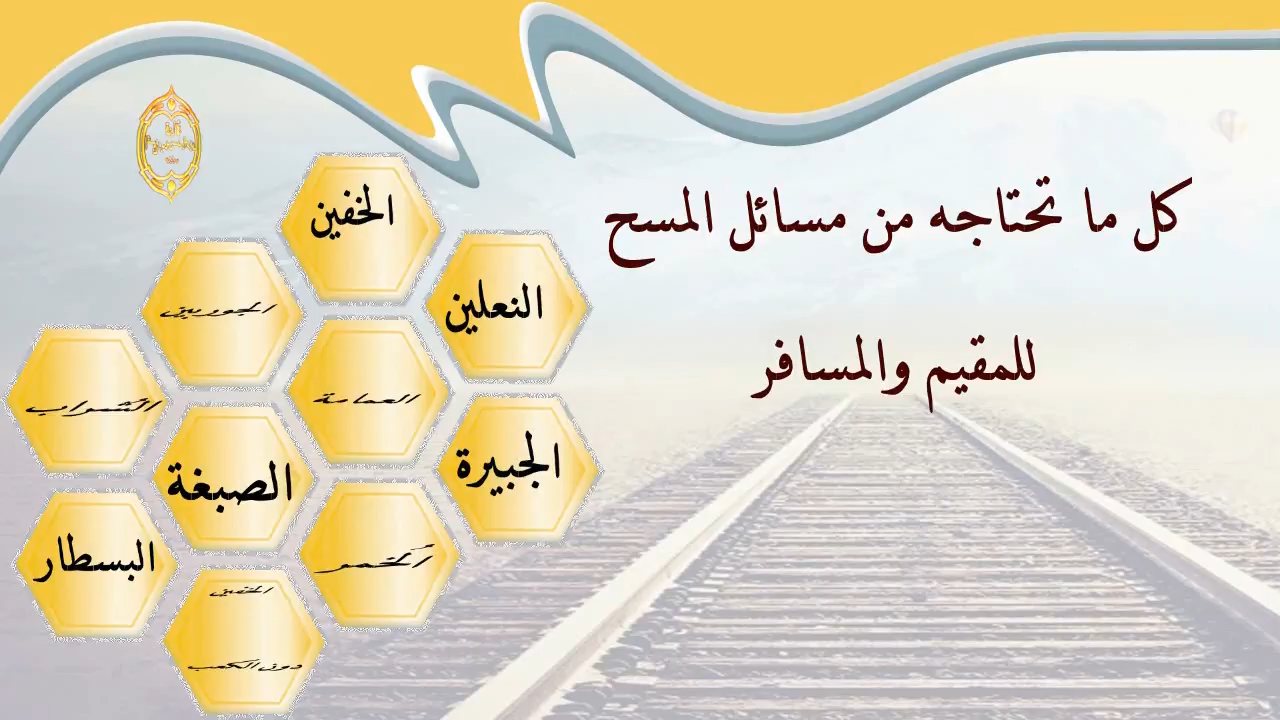 كل ما تحتاجه من مسائل المسح
للمقيم والمسافر
الخفين
النعلين
الجوربين
العمامة
الشراب
الجبيرة
الصبغة
الخمر
البسطار
الخفين
دون الكعب